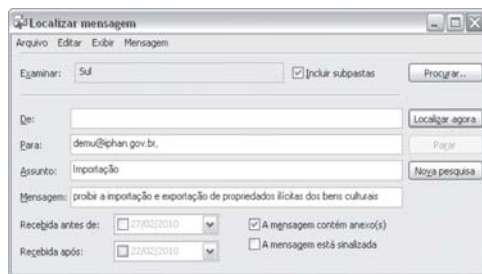 Localizar mensagem
Arquivo Editar Exibir Mensagem
Examinar: Sul Incluir subpastas Procurar..
De: Localizar agora
Para: demu@iphan.gov.br, Parar
Assunto: Importação Nova pesquisa
Mensagem: proibir a importação e exportação de propriedados ilícitas dos bens culturais
Recebida antes de: 27/02/2010 A mensagem contém anexo(s)
Recebida após: 22/02/2010 A mensagem está sinalizada